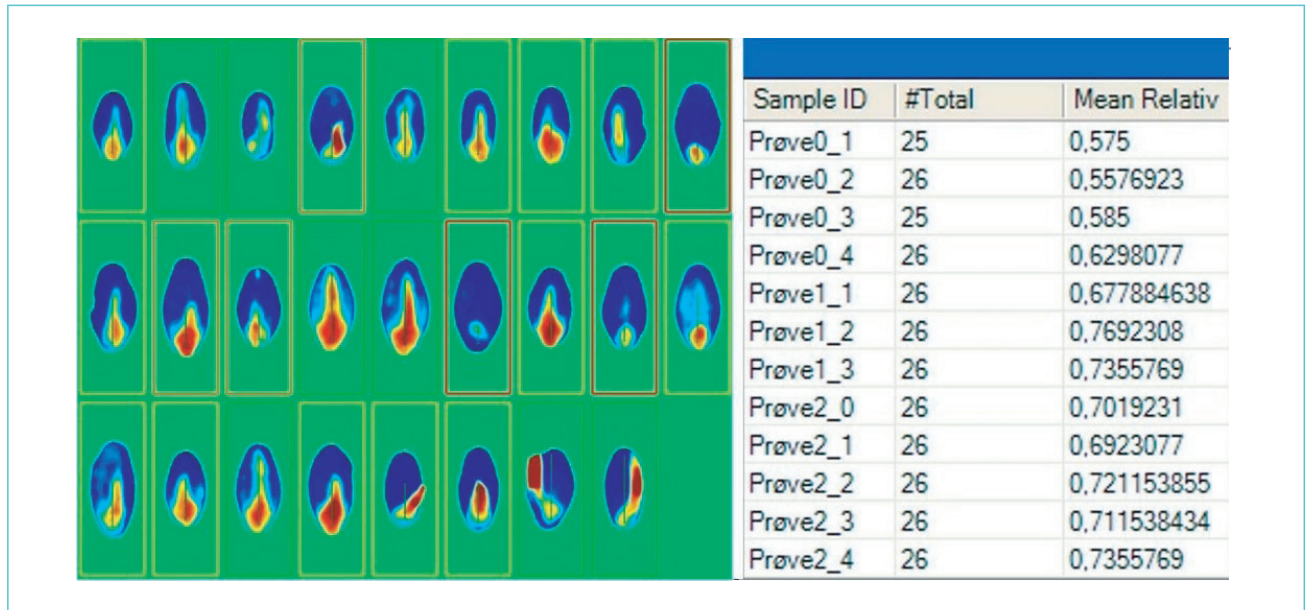 Sample ID #Total Mean Relativ
Prøve0_1 25 0,575
Prøve0_2 26 0,5576923
Prøve0_3 25 0,585
Prøve0_4 26 0,6298077
Prøve1_1 26 0,677884638
Prøve1_2 26 0,7692308
Prøve1_3 26 0,7355769
Prøve2_0 26 0,7019231
Prøve2_1 26 0,6923077
Prøve2_2 26 0,721153855
Prøve2_3 26 0,711538434
Prøve2_4 26 0,7355769